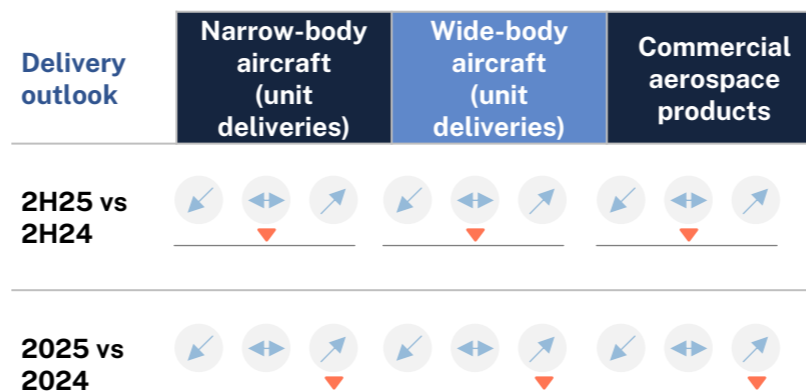 Delivery
outlook
Narrow-body
aircraft
(unit
deliveries)
Wide-body
aircraft
(unit
deliveries)
Commercial
aerospace
products
2H25 vs
2H24
2025 vs
2024